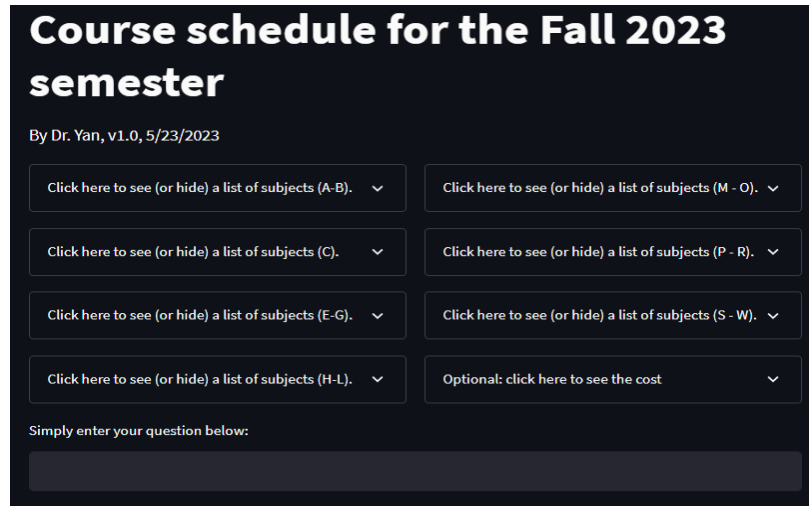 Course schedule for the Fall 2023
semester
By Dr. Yan, v1.0, 5/23/2023
Click here to see (or hide) a list of subjects (A-B).
Click here to see (or hide) a list of subjects (M - O).
Click here to see (or hide) a list of subjects (C).
Click here to see (or hide) a list of subjects (P - R).
Click here to see (or hide) a list of subjects (E-G).
Click here to see (or hide) a list of subjects (S - W).
Click here to see (or hide) a list of subjects (H-L).
Optional: click here to see the cost
Simply enter your question below: